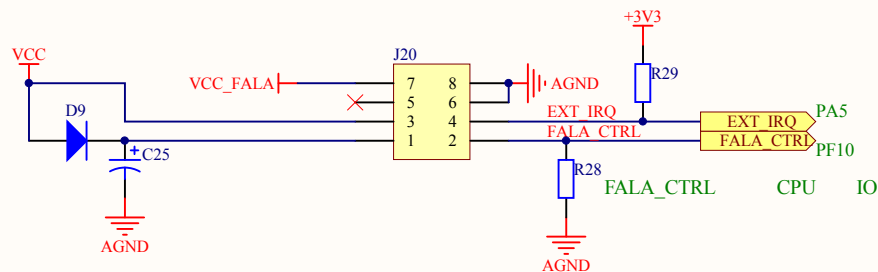 +3V3
VCC
J20
D9
VCC_FALA
7 8
AGND
R29
5 6
EXT_IRQ
PA5
3 4
EXT_IRQ
FALA_CTRL
1 2
FALA_CTRL
PF10
C25
+
R28
FALA_CTRL CPU IO
AGND
AGND